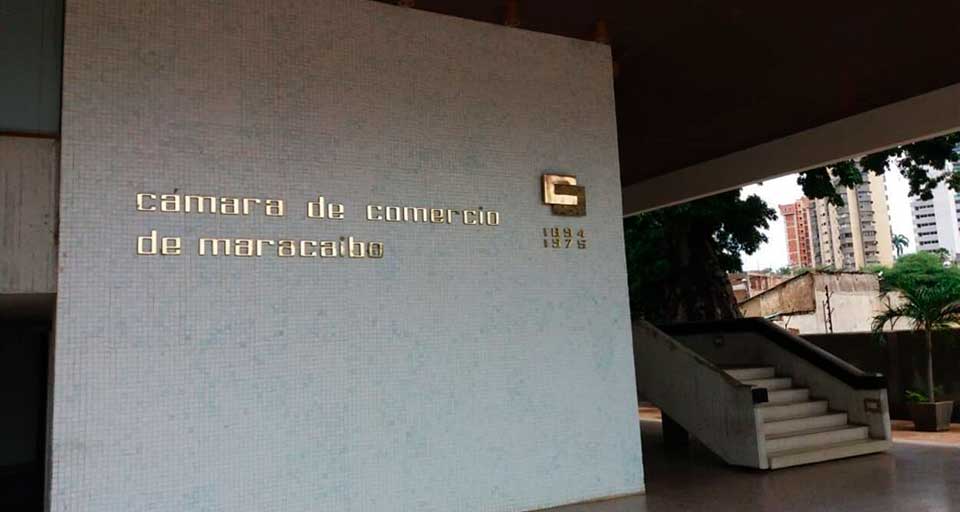 cámara de comercio
de maracaibo
1894
1975